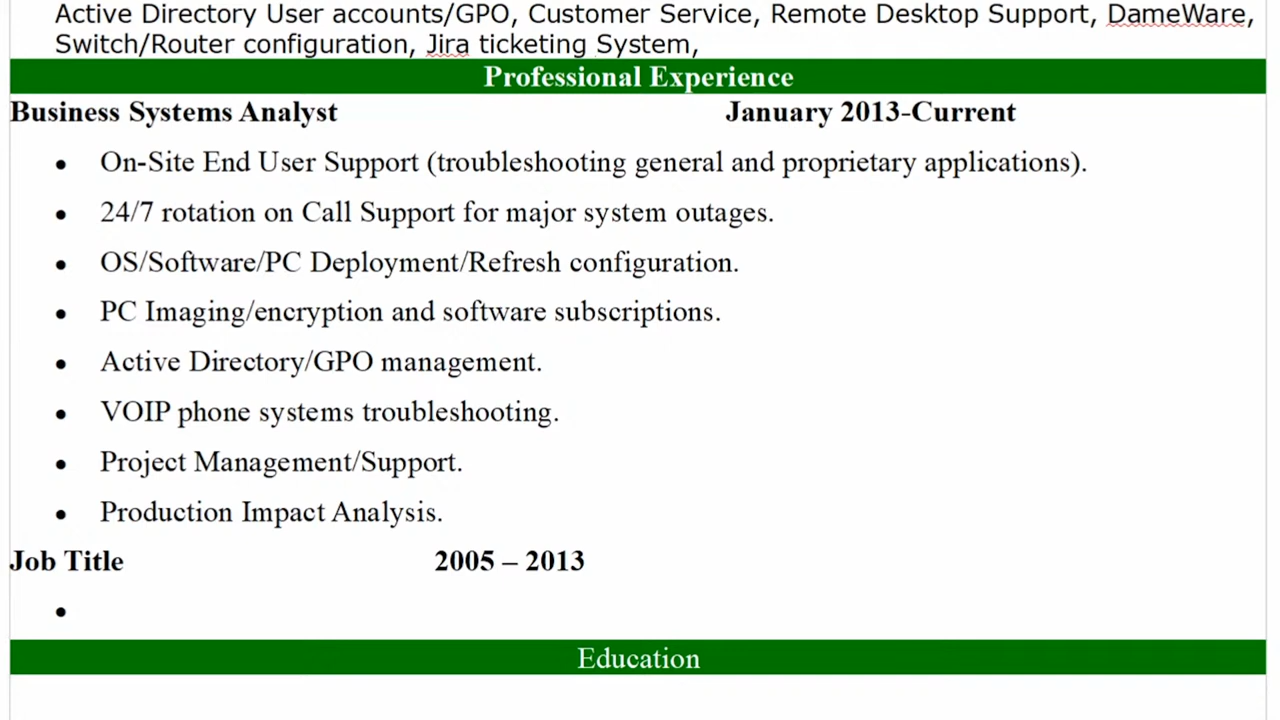 Active Directory User accounts/GPO, Customer Service, Remote Desktop Support, DameWare,
Switch/Router configuration, Jira ticketing System,
Professional Experience
Business Systems Analyst January 2013-Current
• On-Site End User Support (troubleshooting general and proprietary applications).
• 24/7 rotation on Call Support for major system outages.
• OS/Software/PC Deployment/Refresh configuration.
• PC Imaging/encryption and software subscriptions.
• Active Directory/GPO management.
• VOIP phone systems troubleshooting.
• Project Management/Support.
• Production Impact Analysis.
Job Title 2005 – 2013
•
Education